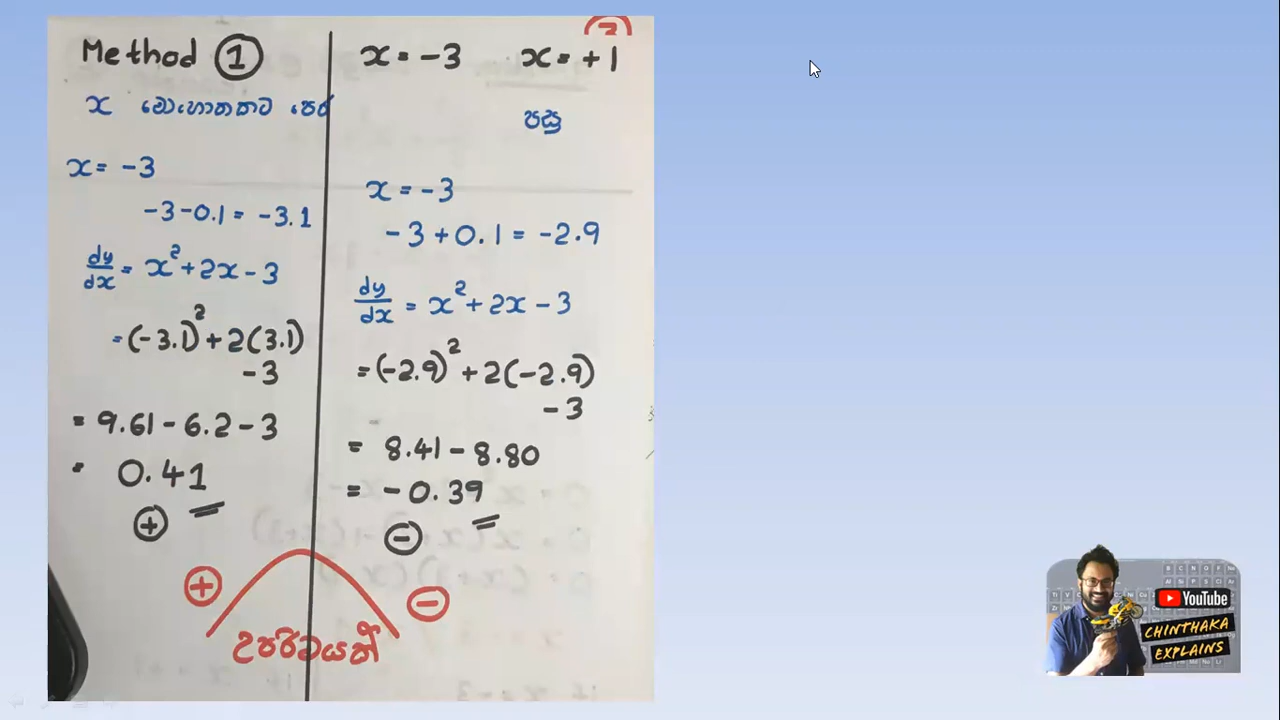 Method ①
x = -3 x = +1
x මොහොතකට පෙර
පසු
x = -3
-3-0.1 = -3.1
dy/dx = x² + 2x - 3
= (-3.1)² + 2(3.1)
-3
= 9.61 - 6.2 - 3
= 0.41
⊕
x = -3
-3 + 0.1 = -2.9
dy/dx = x² + 2x - 3
= (-2.9)² + 2(-2.9)
-3
= 8.41 - 8.80
= -0.39
⊖
⊕ ⊖
උපරිමයකි
YouTube
CHINTHAKA
EXPLAINS